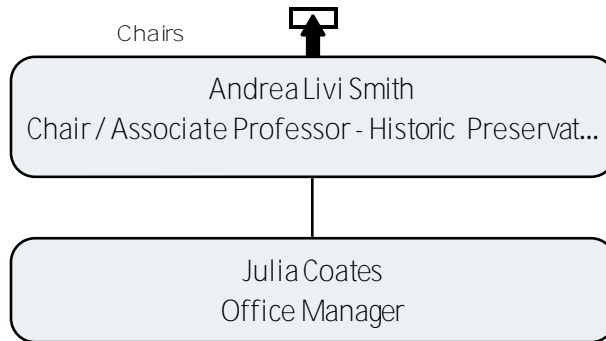 Chairs
Andrea Livi Smith
Chair / Associate Professor - Historic Preservat...
Julia Coates
Office Manager